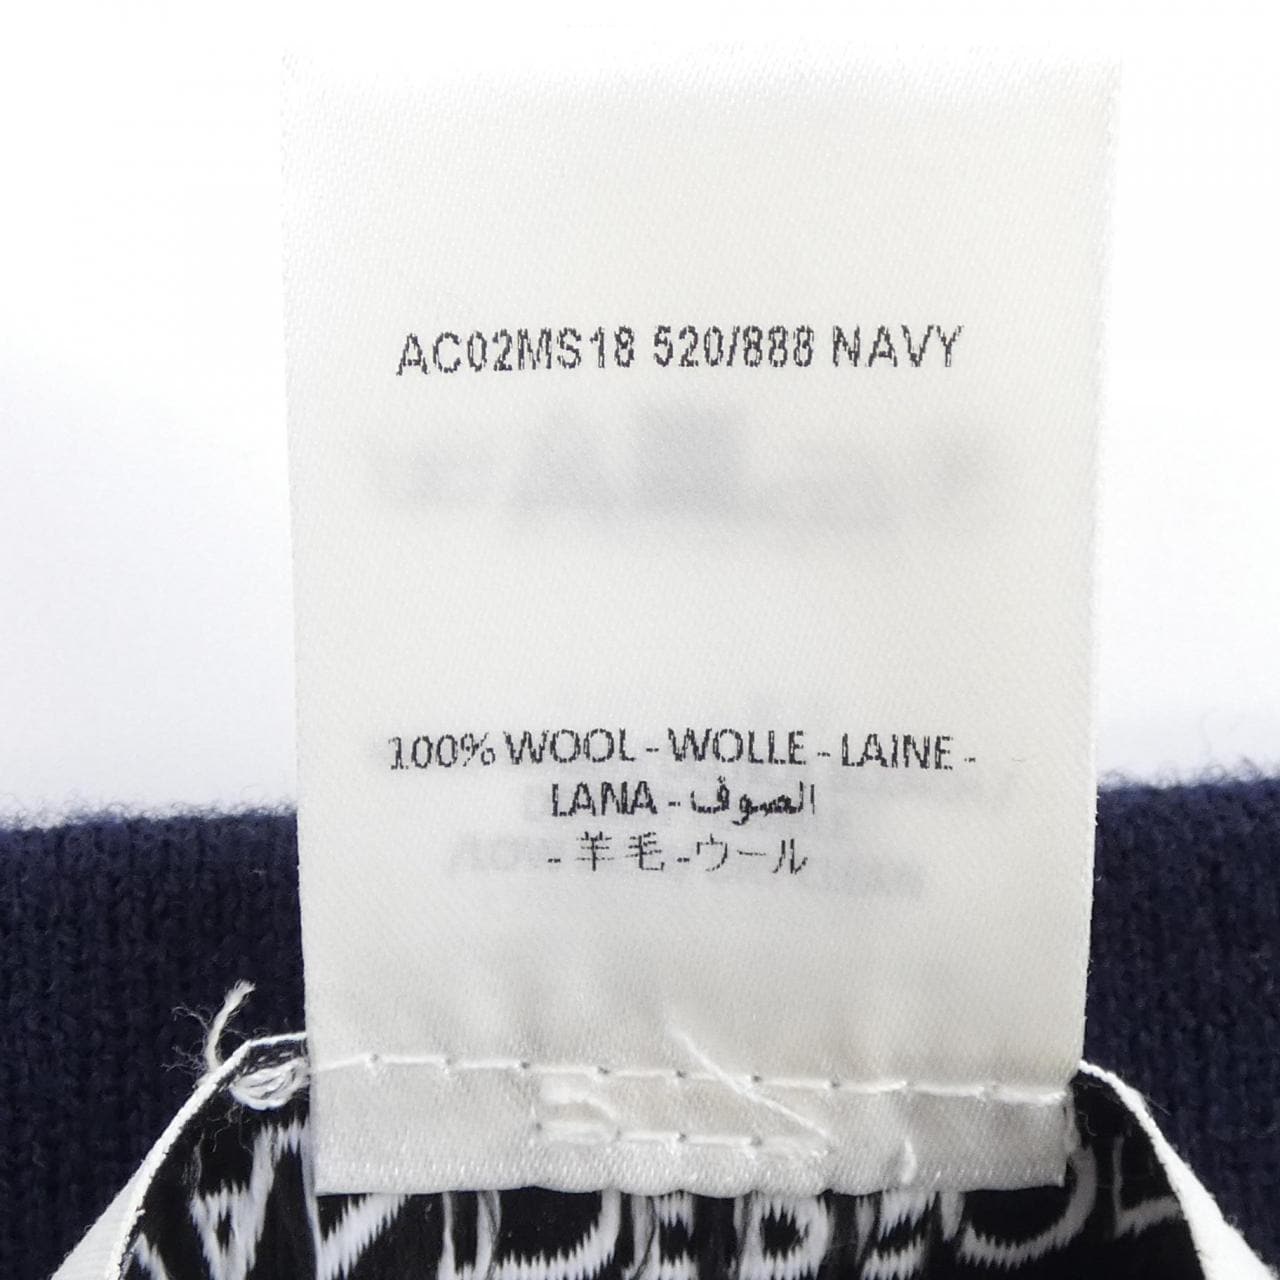 AC02MS18 520/888 NAVY
100% WOOL - WOLLE - LAINE -
LANA - الصوف
- 羊毛 - ウール